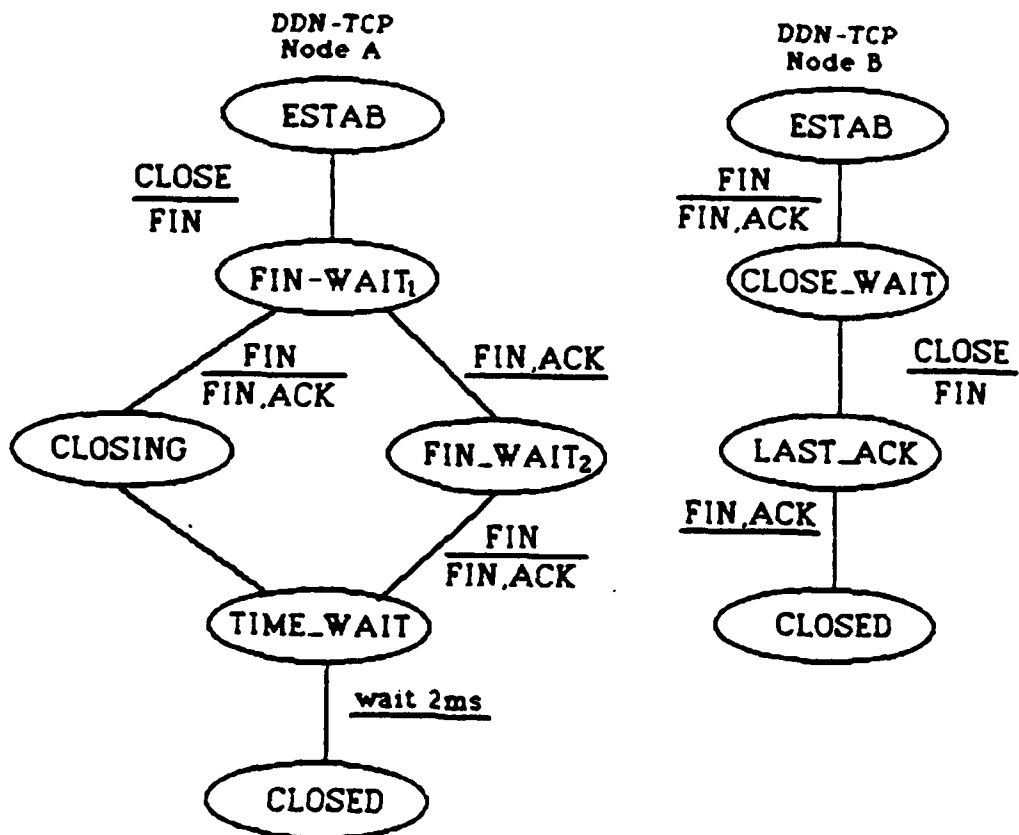 DDN-TCP
Node A
ESTAB
CLOSE
FIN
FIN-WAIT₁
FIN
FIN,ACK
FIN,ACK
CLOSING
FIN_WAIT₂
FIN
FIN,ACK
TIME_WAIT
wait 2ms
CLOSED
DDN-TCP
Node B
ESTAB
FIN
FIN,ACK
CLOSE_WAIT
CLOSE
FIN
LAST_ACK
FIN,ACK
CLOSED